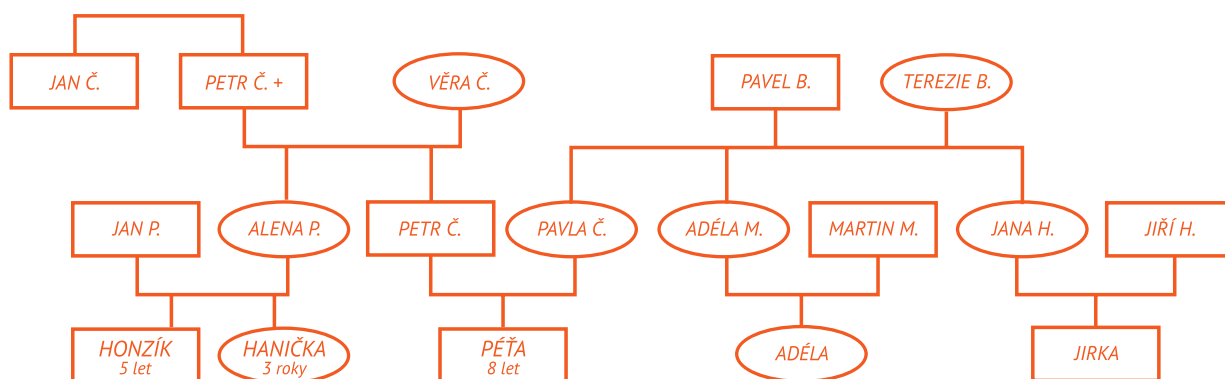 JAN Č.
PETR Č. +
VĚRA Č.
PAVEL B.
TEREZIE B.
JAN P.
ALENA P.
PETR Č.
PAVLA Č.
ADÉLA M.
MARTIN M.
JANA H.
JIŘÍ H.
HONZÍK
5 let
HANIČKA
3 roky
PÉŤA
8 let
ADÉLA
JIRKA